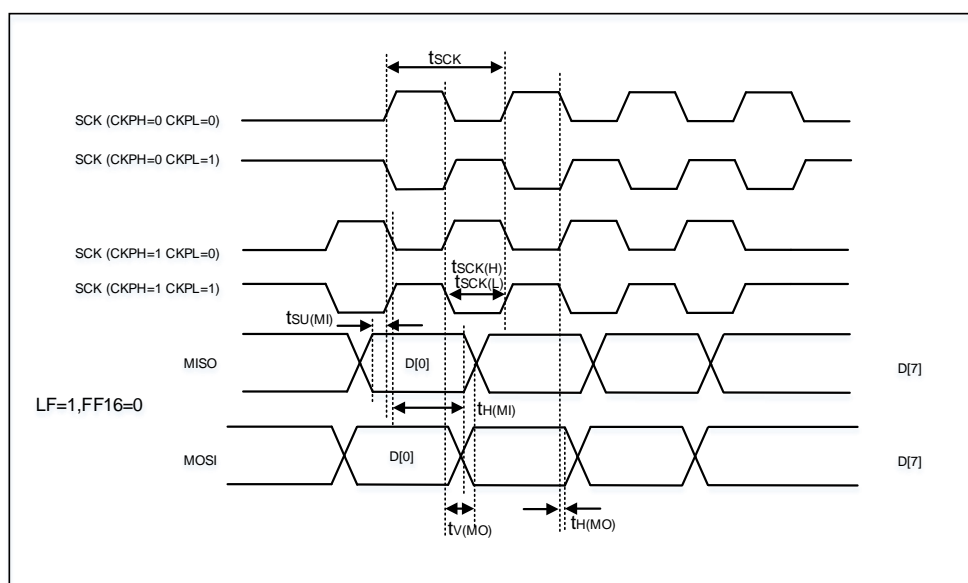 tSCK
SCK (CKPH=0 CKPL=0)
SCK (CKPH=0 CKPL=1)
SCK (CKPH=1 CKPL=0)
tSCK(H)
tSCK(L)
SCK (CKPH=1 CKPL=1)
tSU(MI)
MISO
D[0]
D[7]
LF=1,FF16=0
tH(MI)
MOSI
D[0]
D[7]
tV(MO)
tH(MO)